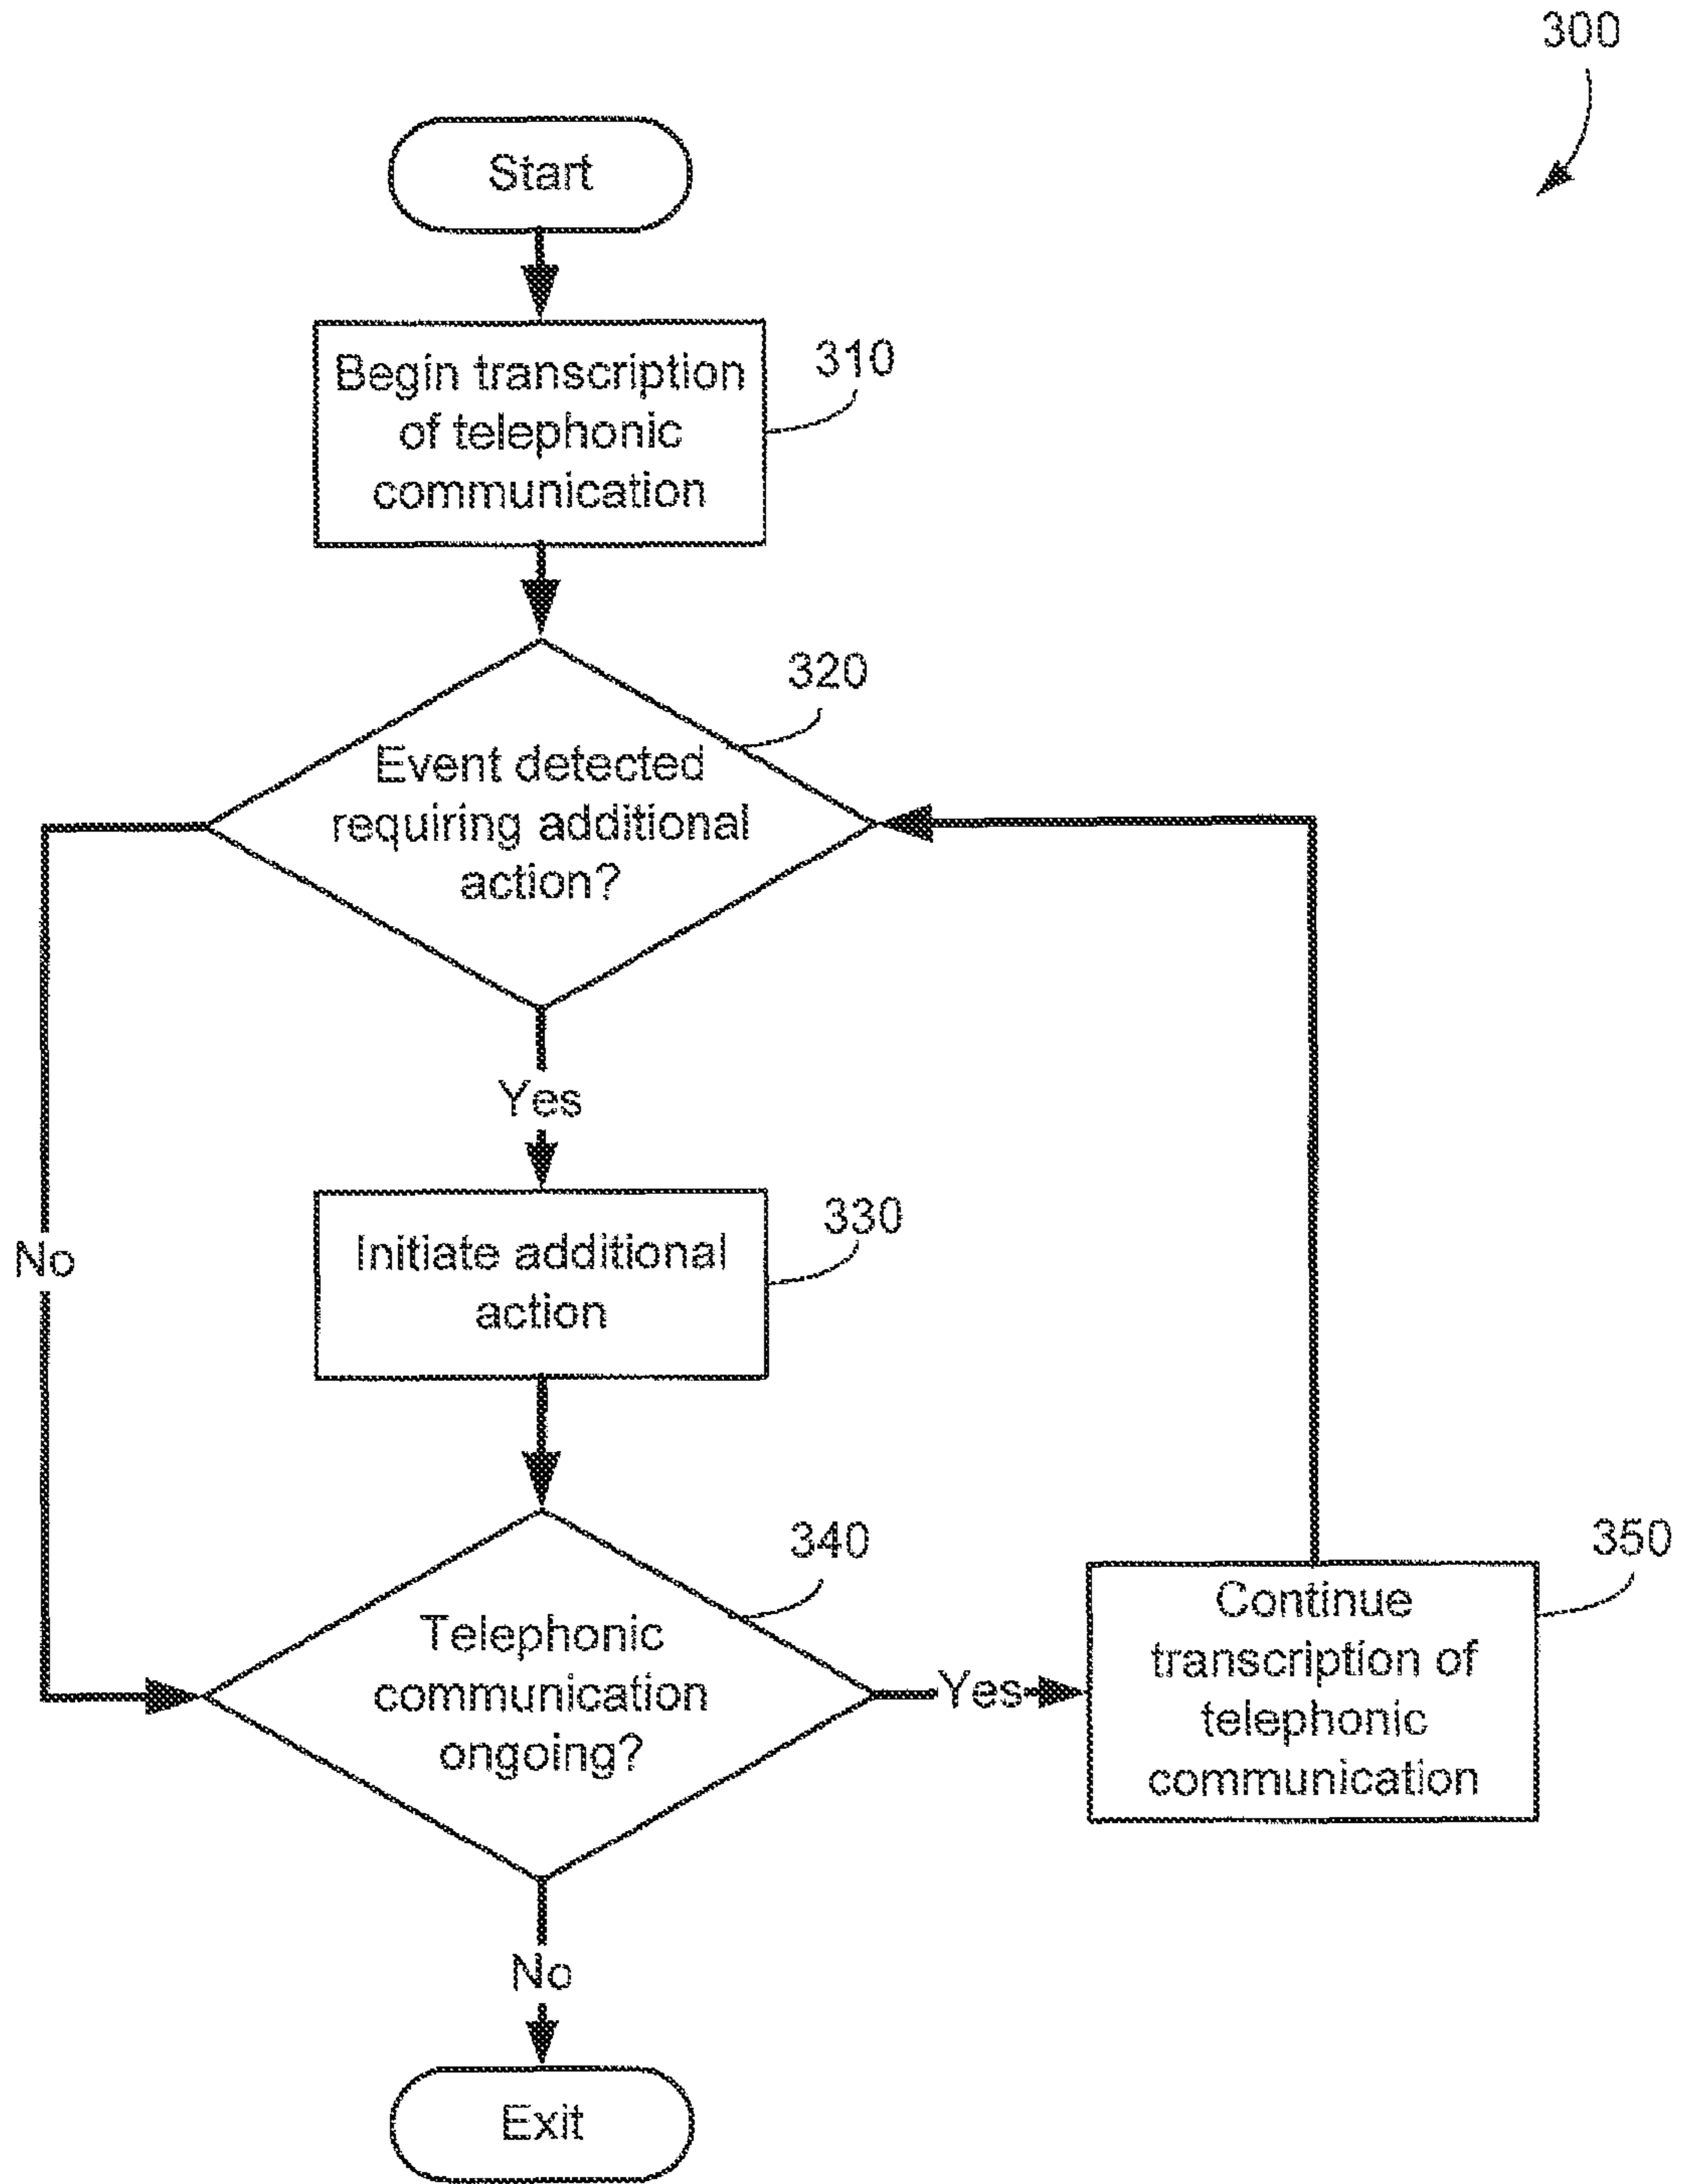 300
Start
Begin transcription
of telephonic
communication
310
320
Event detected
requiring additional
action?
Yes
No
330
Initiate additional
action
340
Telephonic
communication
ongoing?
Yes
350
Continue
transcription of
telephonic
communication
No
Exit